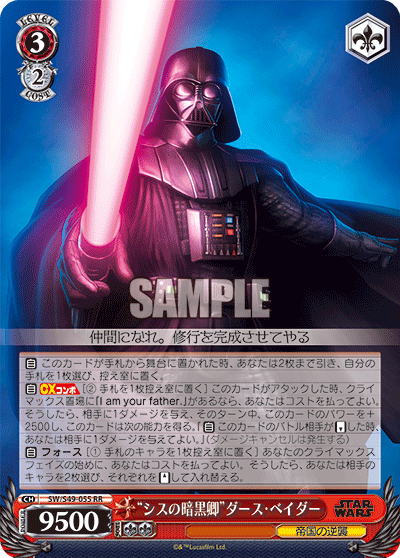 LEVEL
3
2
COST
SAMPLE
仲間になれ。修行を完成させてやる
このカードが手札から舞台に置かれた時、あなたは2枚まで引き、自分の
手札を1枚選び、控え室に置く。
CXコンボ [② 手札を1枚控え室に置く] このカードがアタックした時、クライ
マックス置場に「I am your father.」があるなら、あなたはコストを払ってよい。
そうしたら、相手に1ダメージを与え、そのターン中、このカードのパワーを+
2500し、このカードは次の能力を得る。『このカードのバトル相手が【 】した時、
あなたは相手に1ダメージを与えてよい。』(ダメージキャンセルは発生する)
フォース [① 手札のキャラを1枚控え室に置く] あなたのクライマックス
フェイズの始めに、あなたはコストを払ってよい。そうしたら、相手のキャラ
を2枚選び、それぞれを【 】して入れ替える。
CH
SW/S49-055 RR
POWER
9500
“シスの暗黒卿”ダース・ベイダー
STAR WARS
帝国の逆襲
©&™Lucasfilm Ltd.